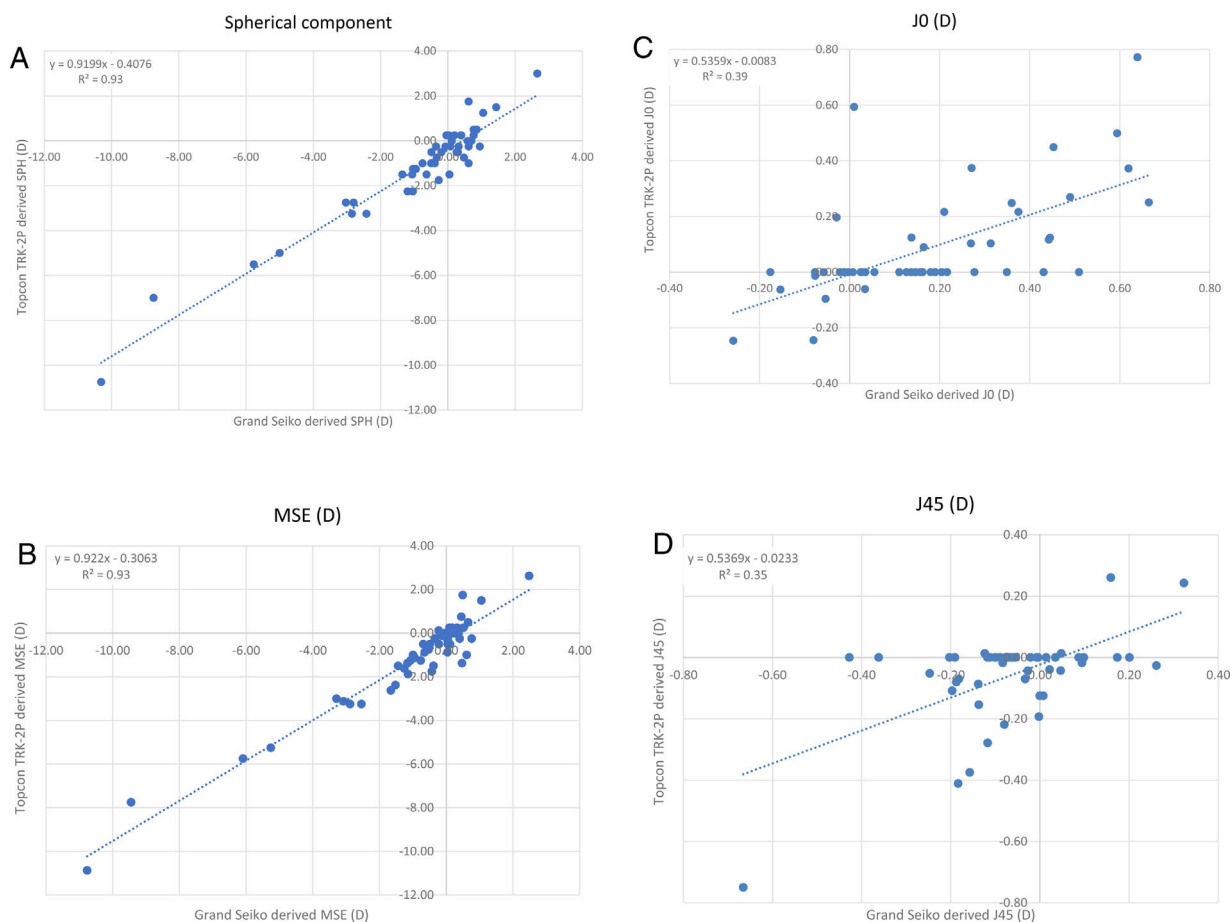 Spherical component
A
y = 0.9199x - 0.4076
R² = 0.93
4.00
2.00
0.00
-12.00 -10.00 -8.00 -6.00 -4.00 -2.00 0.00 2.00 4.00
-2.00
-4.00
-6.00
-8.00
-10.00
-12.00
Topcon TRK-2P derived SPH (D)
Grand Seiko derived SPH (D)
J0 (D)
C
y = 0.5359x - 0.0083
R² = 0.39
0.80
0.60
0.40
0.20
0.00
-0.40 -0.20 0.00 0.20 0.40 0.60 0.80
-0.20
-0.40
Topcon TRK-2P derived J0 (D)
Grand Seiko derived J0 (D)
MSE (D)
B
y = 0.922x - 0.3063
R² = 0.93
4.00
2.00
0.00
-12.00 -10.00 -8.00 -6.00 -4.00 -2.00 0.00 2.00 4.00
-2.00
-4.00
-6.00
-8.00
-10.00
-12.00
Topcon TRK-2P derived MSE (D)
Grand Seiko derived MSE (D)
J45 (D)
D
y = 0.5369x - 0.0233
R² = 0.35
0.40
0.20
0.00
-0.80 -0.60 -0.40 -0.20 0.00 0.20 0.40
-0.20
-0.40
-0.60
-0.80
Topcon TRK-2P derived J45 (D)
Grand Seiko derived J45 (D)